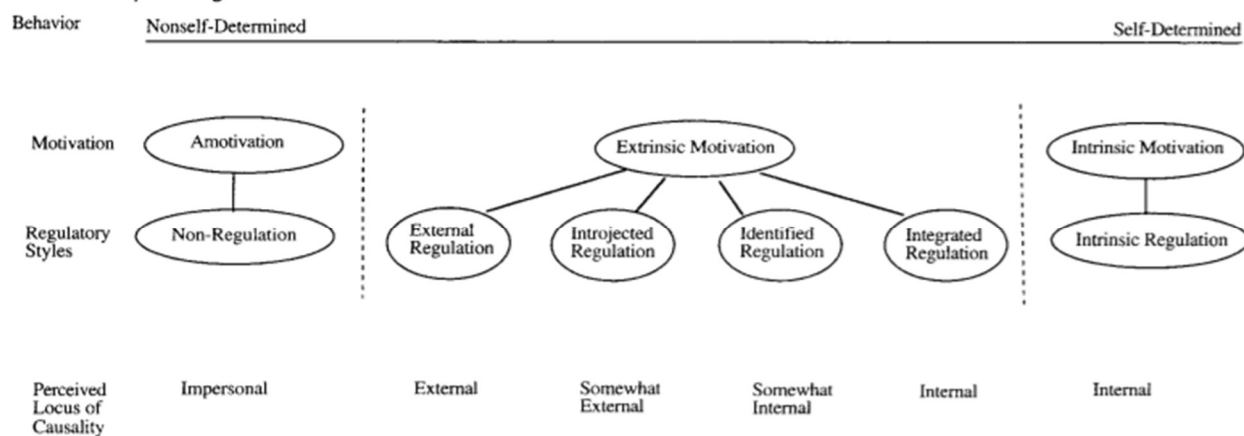 Behavior
Nonself-Determined
Self-Determined
Motivation
Amotivation
Extrinsic Motivation
Intrinsic Motivation
Regulatory
Styles
Non-Regulation
External
Regulation
Introjected
Regulation
Identified
Regulation
Integrated
Regulation
Intrinsic Regulation
Perceived
Locus of
Causality
Impersonal
External
Somewhat
External
Somewhat
Internal
Internal
Internal